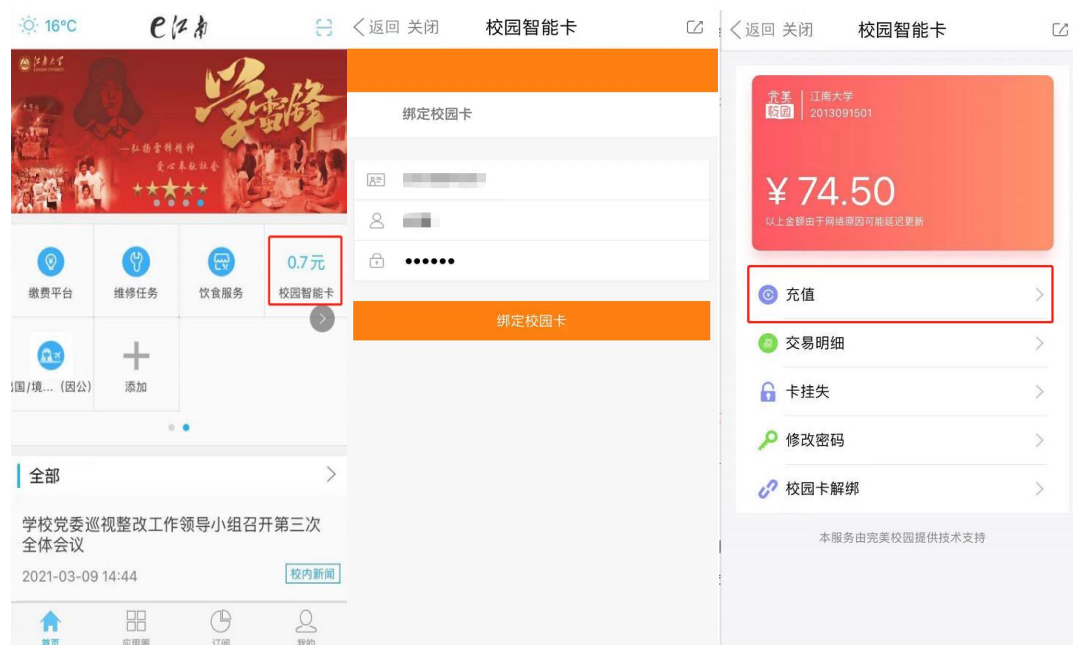 16°C
e江南
江南大学
学雷锋
—弘扬雷锋精神
爱心奉献社会
缴费平台
维修任务
饮食服务
0.7元
校园智能卡
国/境...（因公）
添加
全部
学校党委巡视整改工作领导小组召开第三次
全体会议
2021-03-09 14:44
校内新闻
首页
应用圈
订阅
我的
返回 关闭
校园智能卡
绑定校园卡
绑定校园卡
返回 关闭
校园智能卡
完美
校园
江南大学
2013091501
¥ 74.50
以上金额由于网络原因可能延迟更新
充值
交易明细
卡挂失
修改密码
校园卡解绑
本服务由完美校园提供技术支持